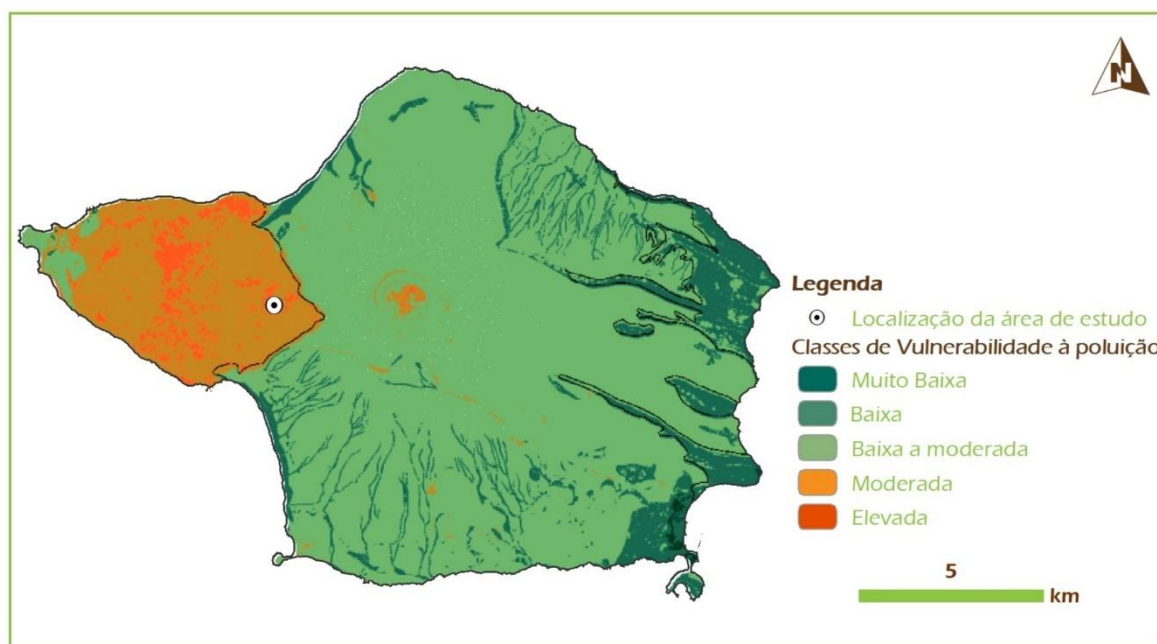 N
Legenda
Localização da área de estudo
Classes de Vulnerabilidade à poluição
Muito Baixa
Baixa
Baixa a moderada
Moderada
Elevada
5
km